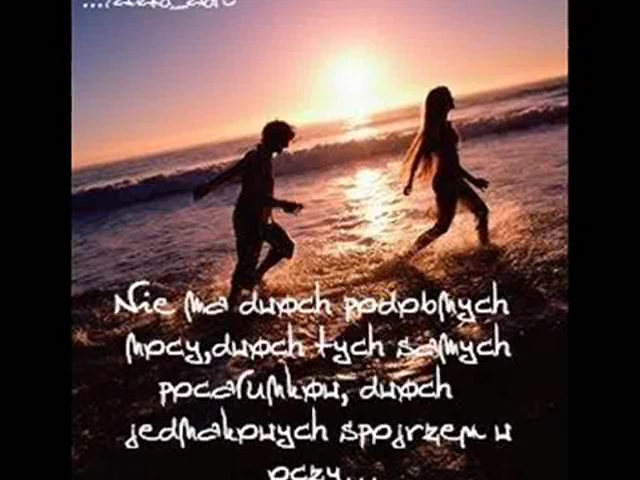 Nie ma dwoch podobnych
nocy,dwoch tych samych
pocalunkow, dwoch
jednakowych spojrzen w
oczy...